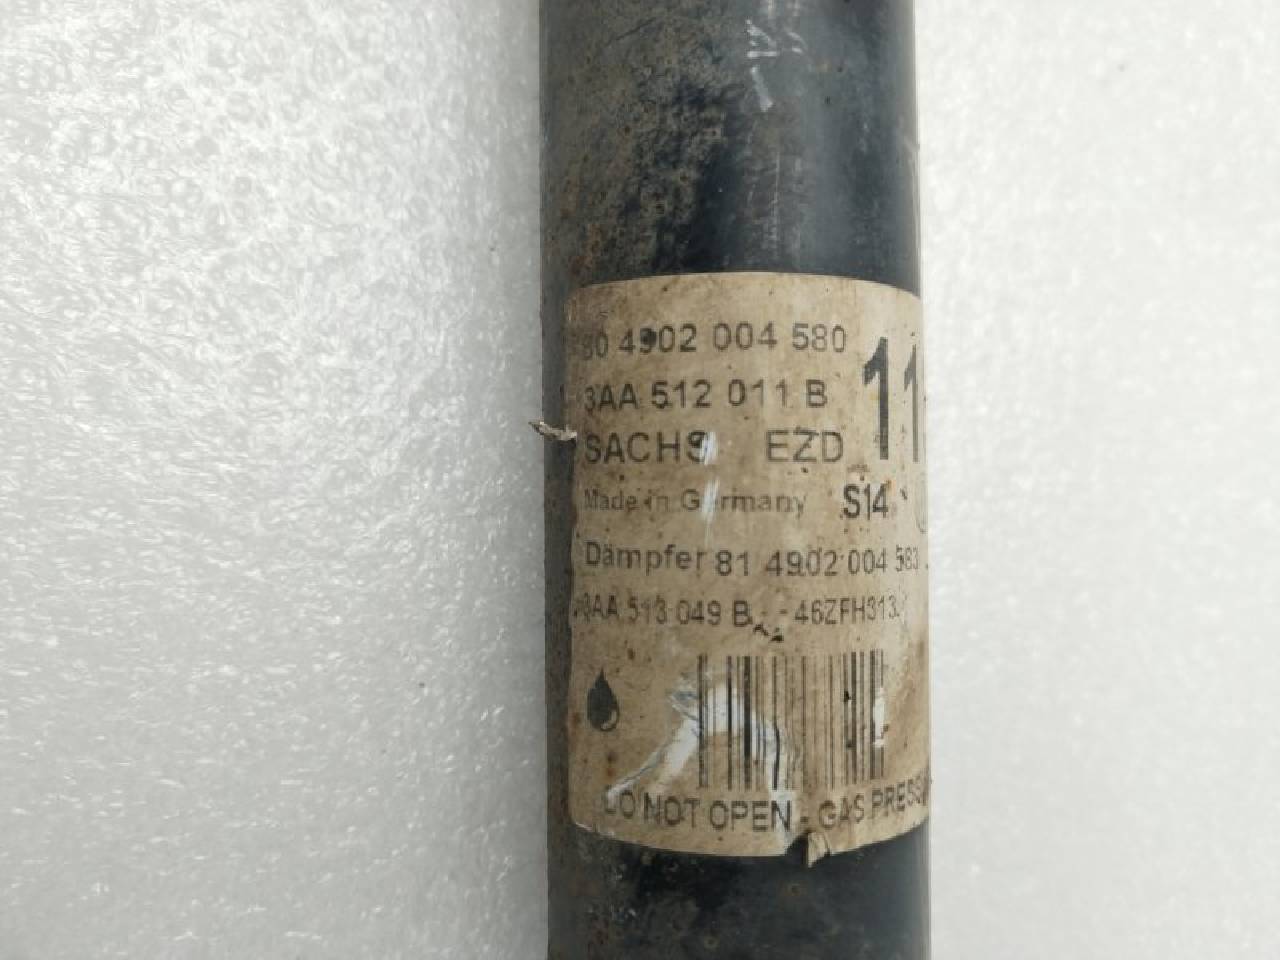 80 4902 004 580
3AA 512 011 B
11
SACHS EZD
Made in Germany S14
Dämpfer 81 4902 004 583
3AA 513 049 B 46ZFH313
DO NOT OPEN - GAS PRESS